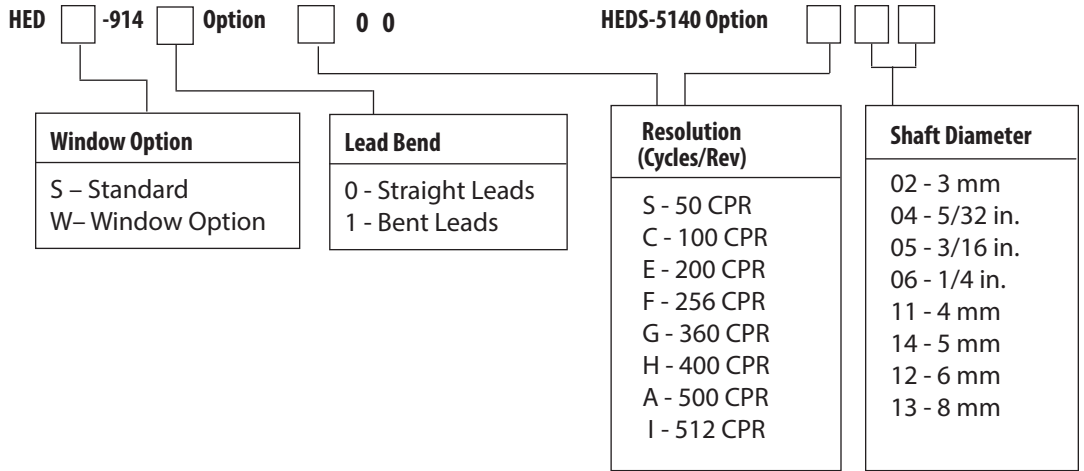 HED -914 Option 0 0 HEDS-5140 Option
Window Option
S – Standard
W– Window Option
Lead Bend
0 - Straight Leads
1 - Bent Leads
Resolution
(Cycles/Rev)
S - 50 CPR
C - 100 CPR
E - 200 CPR
F - 256 CPR
G - 360 CPR
H - 400 CPR
A - 500 CPR
I - 512 CPR
Shaft Diameter
02 - 3 mm
04 - 5/32 in.
05 - 3/16 in.
06 - 1/4 in.
11 - 4 mm
14 - 5 mm
12 - 6 mm
13 - 8 mm